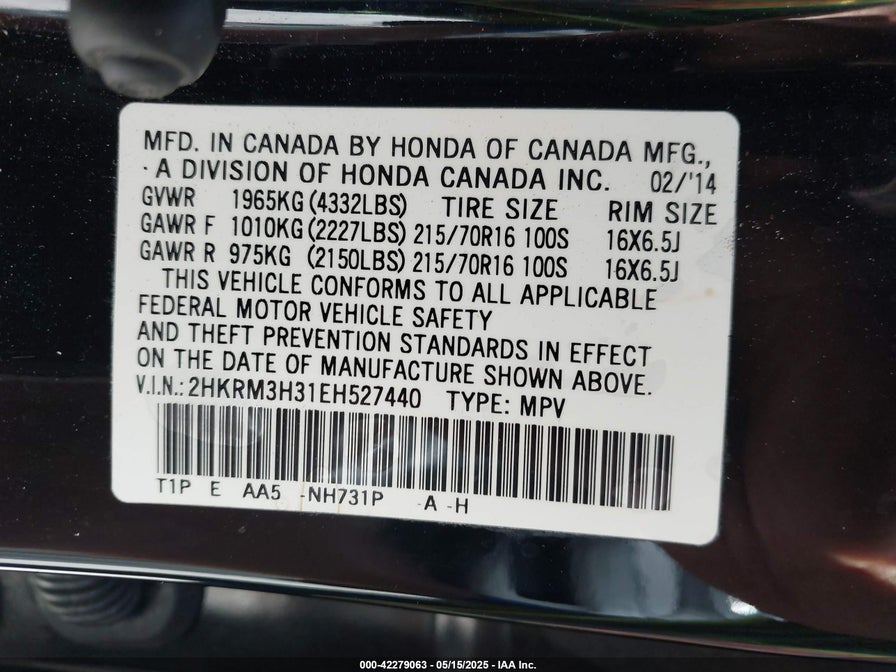 MFD. IN CANADA BY HONDA OF CANADA MFG.,
A DIVISION OF HONDA CANADA INC. 02/'14
GVWR 1965KG (4332LBS) TIRE SIZE RIM SIZE
GAWR F 1010KG (2227LBS) 215/70R16 100S 16X6.5J
GAWR R 975KG (2150LBS) 215/70R16 100S 16X6.5J
THIS VEHICLE CONFORMS TO ALL APPLICABLE
FEDERAL MOTOR VEHICLE SAFETY
AND THEFT PREVENTION STANDARDS IN EFFECT
ON THE DATE OF MANUFACTURE SHOWN ABOVE.
V.I.N.: 2HKRM3H31EH527440 TYPE: MPV
T1P E AA5 -NH731P -A -H
000-42279063 - 05/15/2025 - IAA Inc.